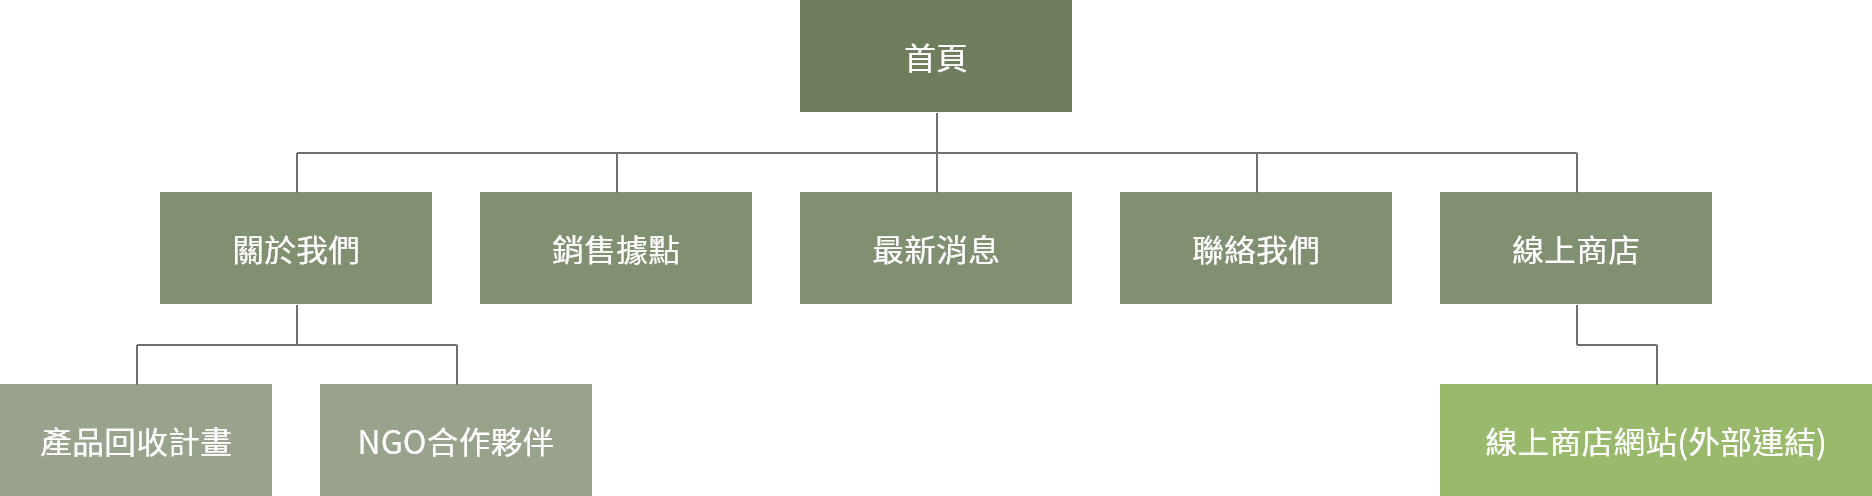 首頁
關於我們
銷售據點
最新消息
聯絡我們
線上商店
產品回收計畫
NGO合作夥伴
線上商店網站(外部連結)